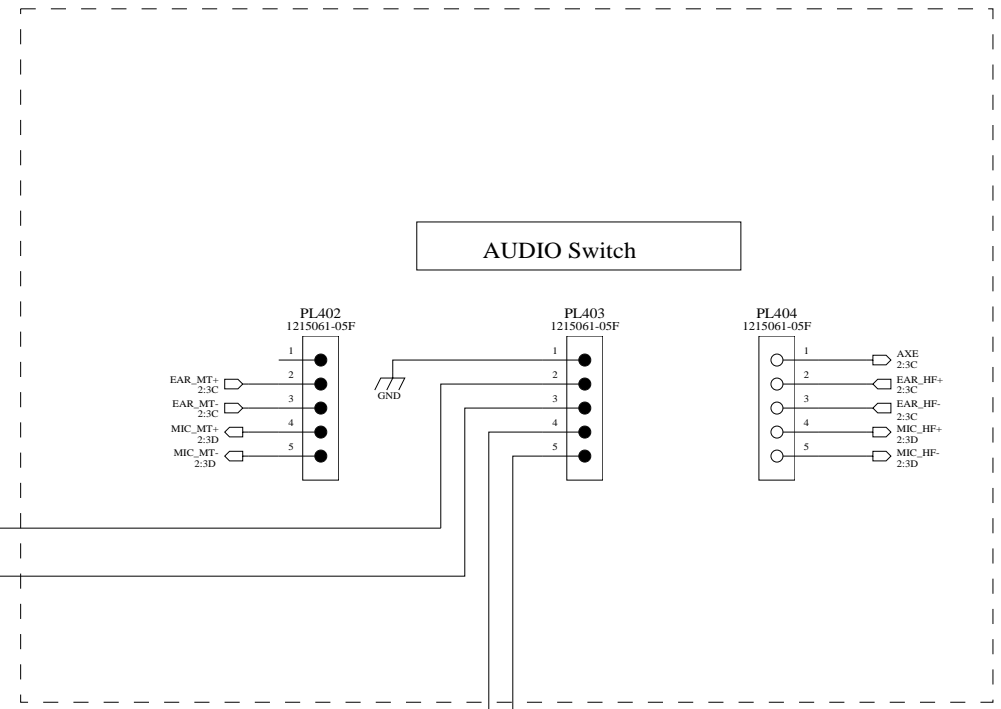 AUDIO Switch
PL402
1215061-05F
1
2
3
4
5
EAR_MT+
2:3C
EAR_MT-
2:3C
MIC_MT+
2:3D
MIC_MT-
2:3D
PL403
1215061-05F
1
2
3
4
5
GND
PL404
1215061-05F
1
2
3
4
5
AXE
2:3C
EAR_HF+
2:3C
EAR_HF-
2:3C
MIC_HF+
2:3D
MIC_HF-
2:3D